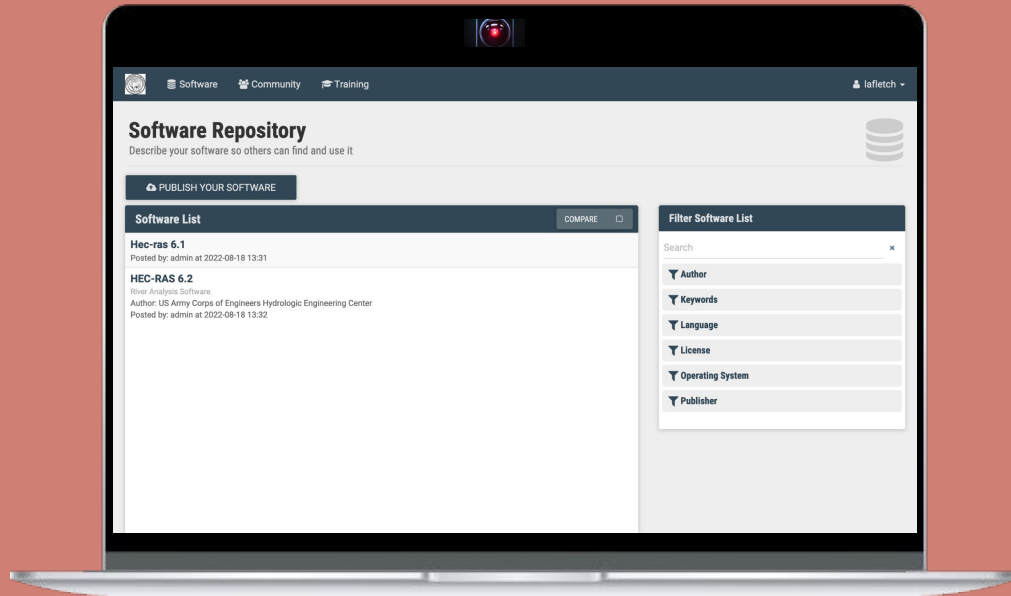 Software
Community
Training
lafletch
Software Repository
Describe your software so others can find and use it
PUBLISH YOUR SOFTWARE
Software List
COMPARE
Hec-ras 6.1
Posted by: admin at 2022-08-18 13:31
HEC-RAS 6.2
River Analysis Software
Author: US Army Corps of Engineers Hydrologic Engineering Center
Posted by: admin at 2022-08-18 13:32
Filter Software List
Search
Author
Keywords
Language
License
Operating System
Publisher